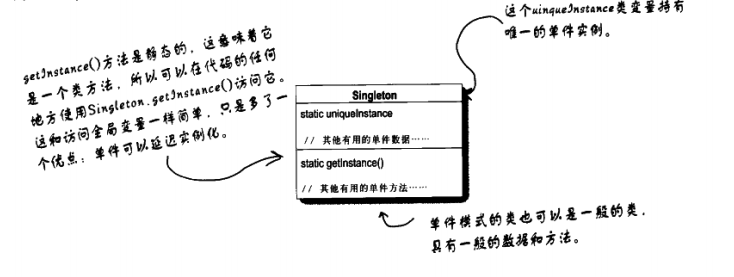 这个uinqueInstance类变量持有
唯一的单件实例。
getInstance()方法是静态的，这意味着它
是一个类方法，所以可以在代码的任何
地方使用Singleton.getInstance()访问它。
这和访问全局变量一样简单，只是多了一
个优点：单件可以延迟实例化。
Singleton
static uniqueInstance
// 其他有用的单件数据……
static getInstance()
// 其他有用的单件方法……
单件模式的类也可以是一般的类，
具有一般的数据和方法。